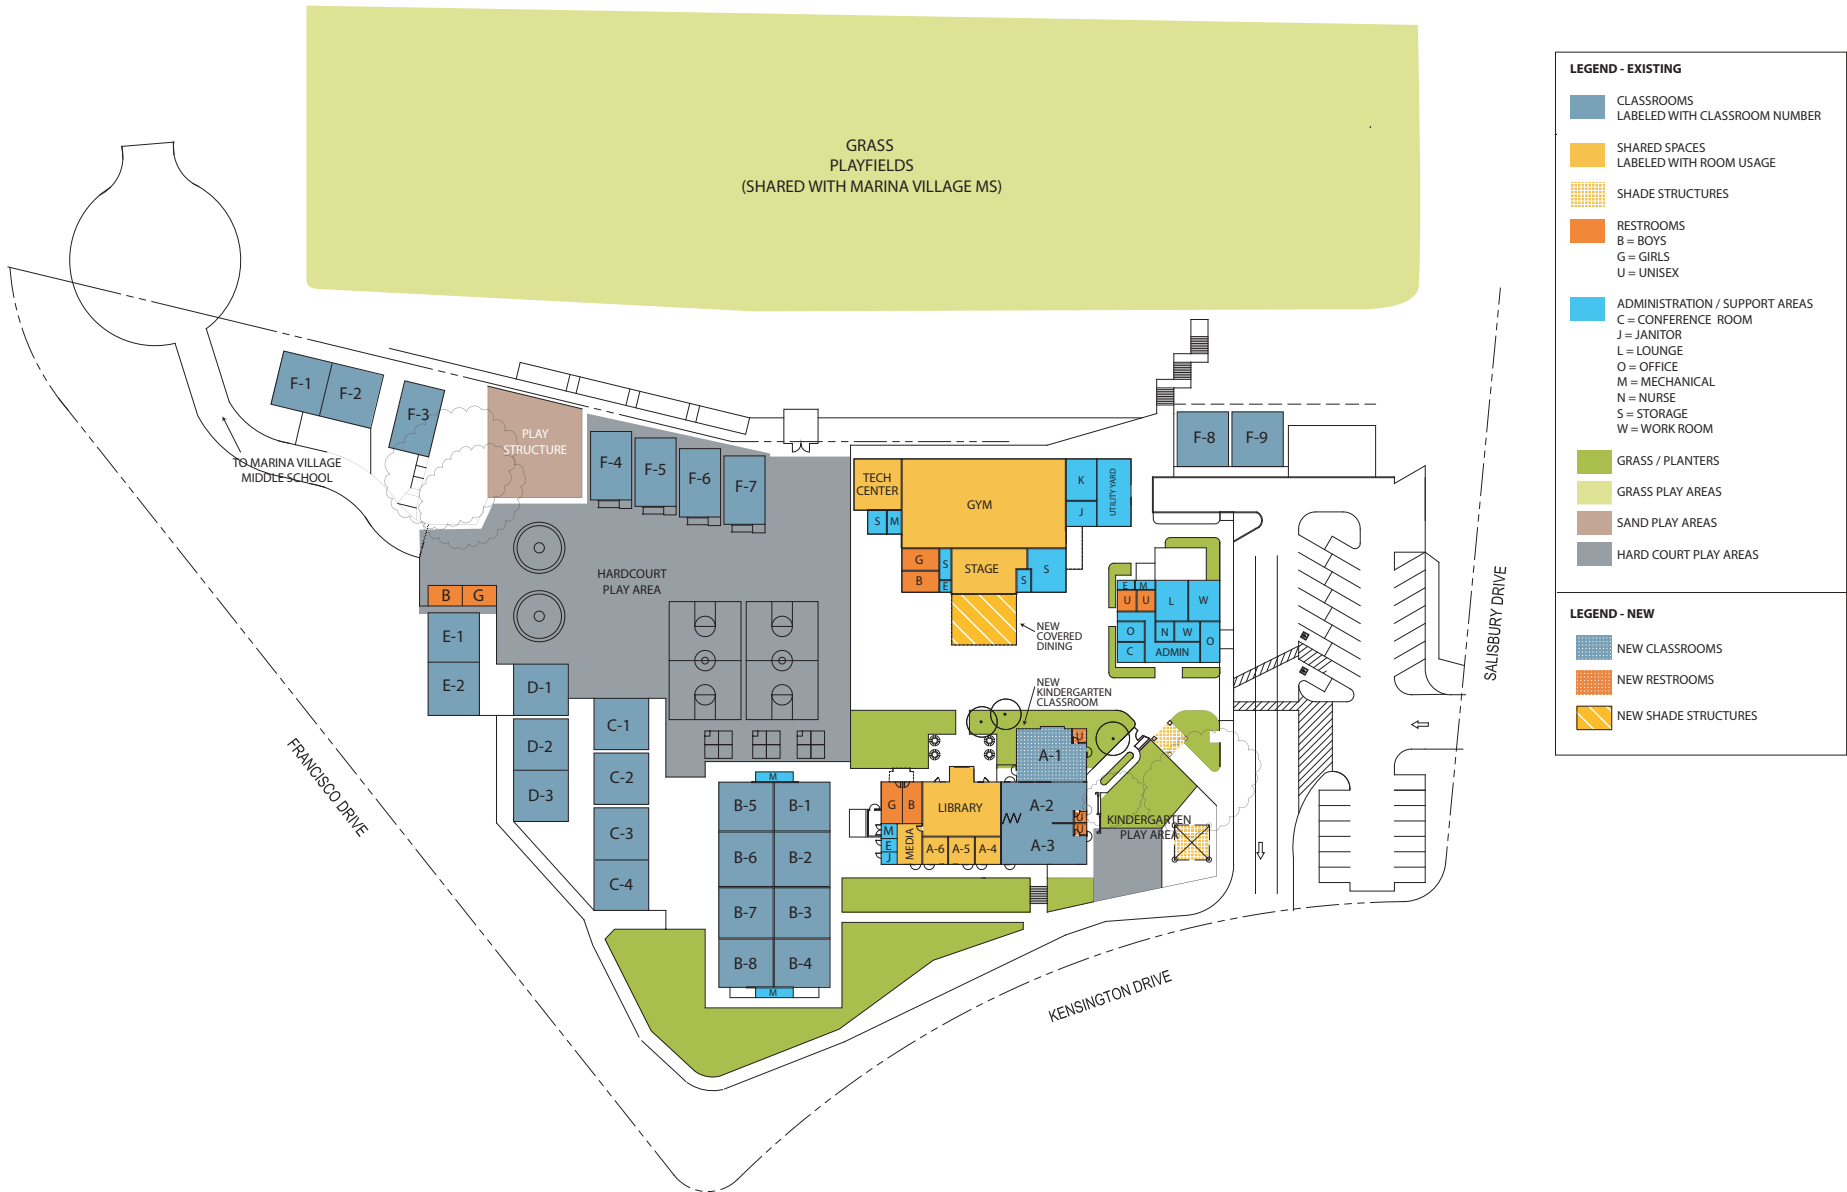 GRASS
PLAYFIELDS
(SHARED WITH MARINA VILLAGE MS)
LEGEND - EXISTING
CLASSROOMS
LABELED WITH CLASSROOM NUMBER
SHARED SPACES
LABELED WITH ROOM USAGE
SHADE STRUCTURES
RESTROOMS
B = BOYS
G = GIRLS
U = UNISEX
ADMINISTRATION / SUPPORT AREAS
C = CONFERENCE ROOM
J = JANITOR
L = LOUNGE
O = OFFICE
M = MECHANICAL
N = NURSE
S = STORAGE
W = WORK ROOM
GRASS / PLANTERS
GRASS PLAY AREAS
SAND PLAY AREAS
HARD COURT PLAY AREAS
LEGEND - NEW
NEW CLASSROOMS
NEW RESTROOMS
NEW SHADE STRUCTURES
F-1
F-2
F-3
TO MARINA VILLAGE
MIDDLE SCHOOL
PLAY
STRUCTURE
F-4
F-5
F-6
F-7
F-8
F-9
TECH
CENTER
GYM
K
J
UTILITY YARD
S
M
G
B
S
E
STAGE
S
S
NEW
COVERED
DINING
HARDCOURT
PLAY AREA
B
G
E-1
E-2
D-1
D-2
D-3
C-1
C-2
C-3
C-4
E
M
U
U
L
W
O
N
W
O
C
ADMIN
NEW
KINDERGARTEN
CLASSROOM
A-1
U
A-2
U
U
A-3
KINDERGARTEN
PLAY AREA
G
B
LIBRARY
M
E
J
MEDIA
A-6
A-5
A-4
M
B-5
B-1
B-6
B-2
B-7
B-3
B-8
B-4
M
FRANCISCO DRIVE
KENSINGTON DRIVE
SALISBURY DRIVE